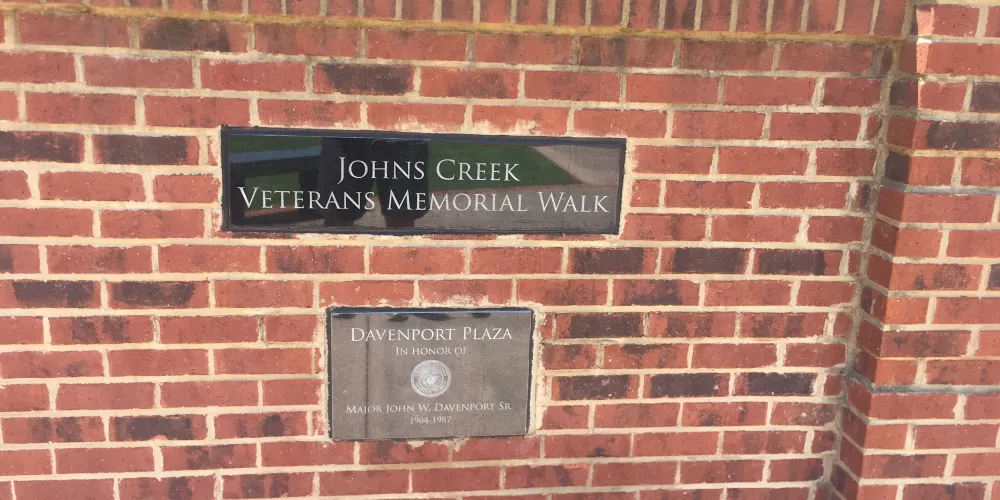 Johns Creek
Veterans Memorial Walk
Davenport Plaza
In Honor of
Major John W. Davenport Sr.
1964-1987